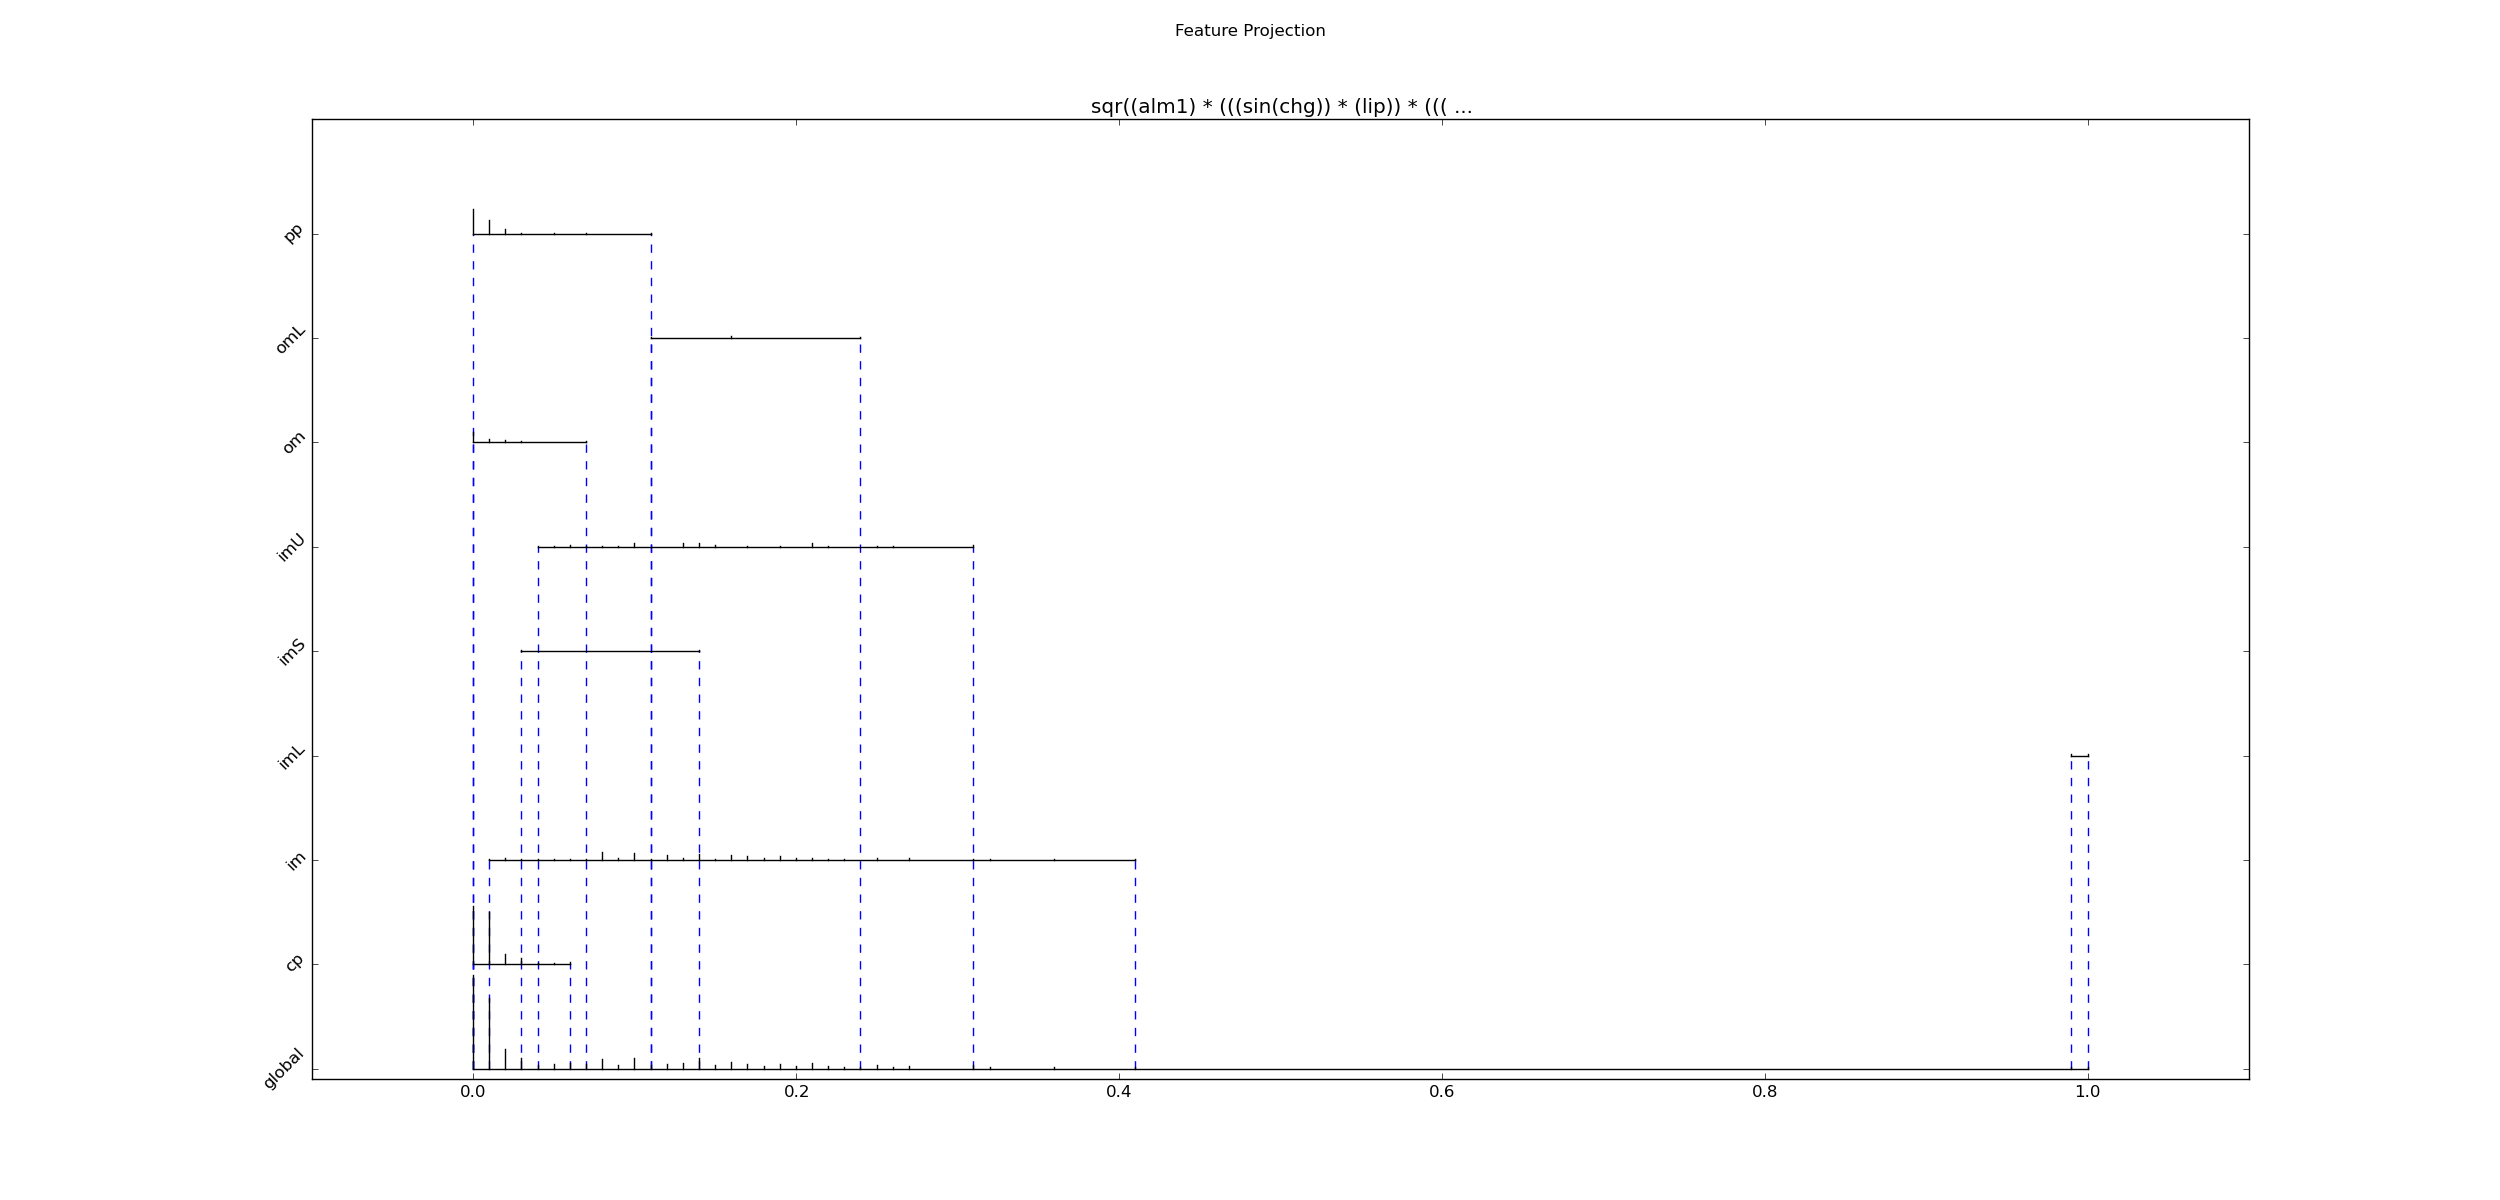 Feature Projection
sqr((alm1) * (((sin(chg)) * (lip)) * ((( ...
pp
omL
om
imU
imS
imL
im
cp
global
0.0 0.2 0.4 0.6 0.8 1.0